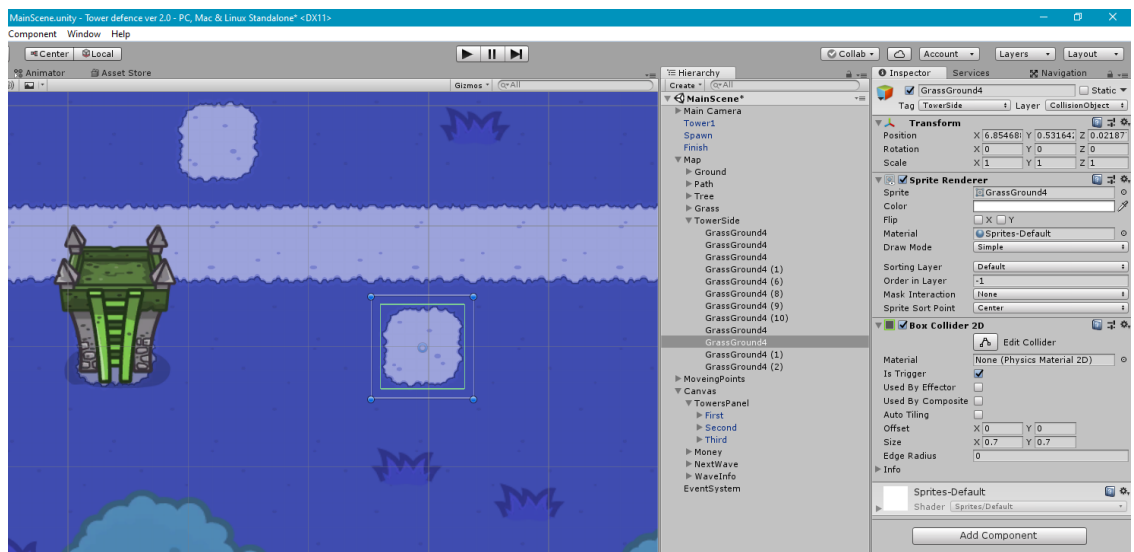 MainScene.unity - Tower defence ver 2.0 - PC, Mac & Linux Standalone* <DX11>
Component Window Help
Center Local Collab Account Layers Layout
Animator Asset Store
Gizmos All
Hierarchy
Create All
MainScene*
Main Camera
Tower1
Spawn
Finish
Map
Ground
Path
Tree
Grass
TowerSide
GrassGround4
GrassGround4
GrassGround4
GrassGround4 (1)
GrassGround4 (6)
GrassGround4 (8)
GrassGround4 (9)
GrassGround4 (10)
GrassGround4
GrassGround4
GrassGround4 (1)
GrassGround4 (2)
MoveingPoints
Canvas
TowersPanel
First
Second
Third
Money
NextWave
WaveInfo
EventSystem
Inspector Services Navigation
GrassGround4 Static
Tag TowerSide Layer CollisionObject
Transform
Position X 6.85468 Y 0.53164 Z 0.02187
Rotation X 0 Y 0 Z 0
Scale X 1 Y 1 Z 1
Sprite Renderer
Sprite GrassGround4
Color
Flip X Y
Material Sprites-Default
Draw Mode Simple
Sorting Layer Default
Order in Layer -1
Mask Interaction None
Sprite Sort Point Center
Box Collider 2D
Edit Collider
Material None (Physics Material 2D)
Is Trigger
Used By Effector
Used By Composite
Auto Tiling
Offset X 0 Y 0
Size X 0.7 Y 0.7
Edge Radius 0
Info
Sprites-Default
Shader Sprites/Default
Add Component